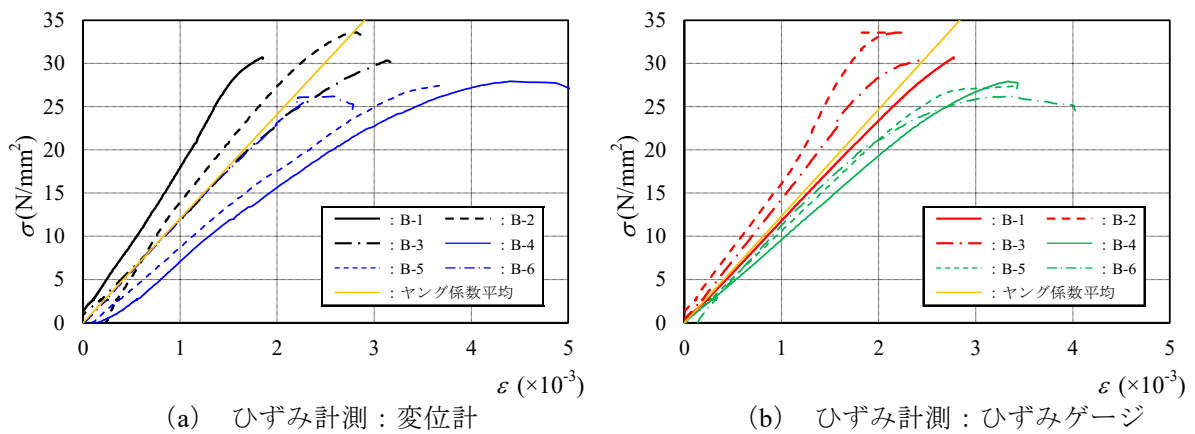 35
30
25
20
15
10
5
0
σ(N/mm²)
: B-1 : B-2
: B-3 : B-4
: B-5 : B-6
: ヤング係数平均
0 1 2 3 4 5
ε (×10⁻³)
(a) ひずみ計測：変位計
35
30
25
20
15
10
5
0
σ(N/mm²)
: B-1 : B-2
: B-3 : B-4
: B-5 : B-6
: ヤング係数平均
0 1 2 3 4 5
ε (×10⁻³)
(b) ひずみ計測：ひずみゲージ